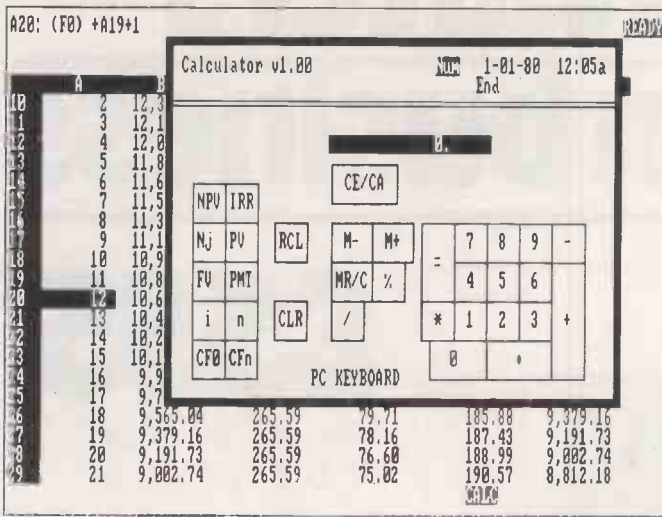 A20: (F0) +A19+1
READY
Calculator v1.00 Num 1-01-80 12:05a
End
A B
10 2 12,3
11 3 12,1
12 4 12,0
13 5 11,8
14 6 11,6
15 7 11,5
16 8 11,3
17 9 11,1
18 10 10,9
19 11 10,8
20 12 10,6
21 13 10,4
22 14 10,2
23 15 10,1
24 16 9,9
25 17 9,7
26 18 9,565.04 265.59 79.71 185.88 9,379.16
27 19 9,379.16 265.59 78.16 187.43 9,191.73
28 20 9,191.73 265.59 76.60 188.99 9,002.74
29 21 9,002.74 265.59 75.02 190.57 8,812.18
CALC
0.
CE/CA
NPV IRR
Nj PV RCL M- M+ 7 8 9 -
FV PMT MR/C % = 4 5 6
i n CLR / * 1 2 3 +
CF0 CFn 0 .
PC KEYBOARD